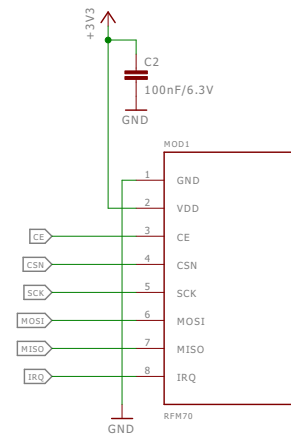 +3V3
C2
100nF/6.3V
GND
MOD1
1 GND
2 VDD
CE 3 CE
CSN 4 CSN
SCK 5 SCK
MOSI 6 MOSI
MISO 7 MISO
IRQ 8 IRQ
RFM70
GND